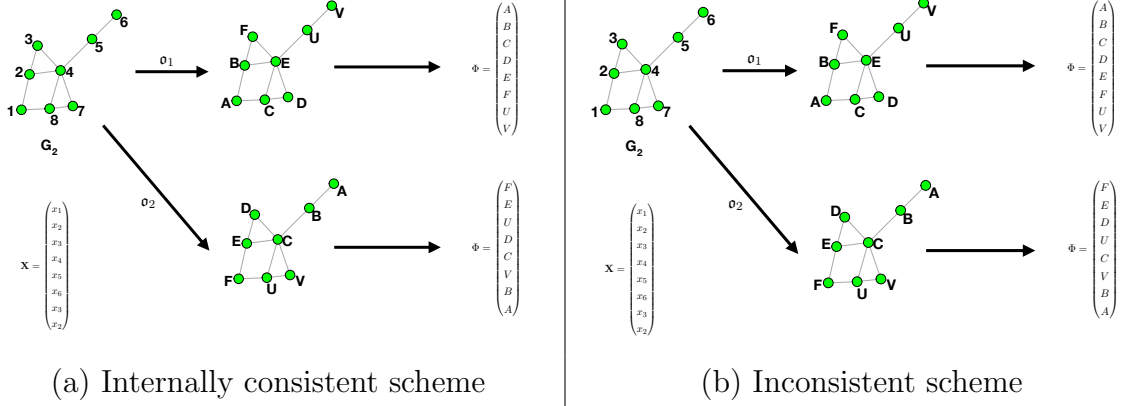 6
5
3
2
4
1
8
7
G₂
𝔬₁
V
U
F
B
E
A
C
D
Φ =
A
B
C
D
E
F
U
V
𝔬₂
X =
x₁
x₂
x₃
x₄
x₅
x₆
x₃
x₂
A
B
D
E
C
F
U
V
Φ =
F
E
U
D
C
V
B
A
(a) Internally consistent scheme
6
5
3
2
4
1
8
7
G₂
𝔬₁
V
U
F
B
E
A
C
D
Φ =
A
B
C
D
E
F
U
V
𝔬₂
X =
x₁
x₂
x₃
x₄
x₅
x₆
x₃
x₂
A
B
D
E
C
F
U
V
Φ =
F
E
D
U
C
V
B
A
(b) Inconsistent scheme